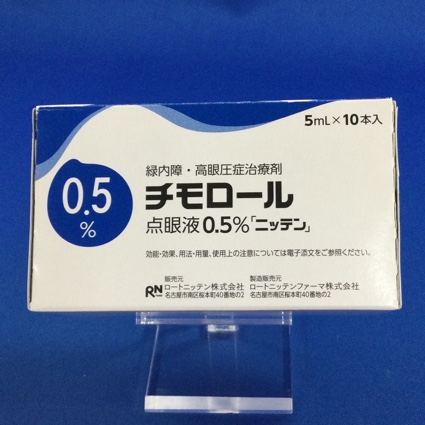 5mL×10本入
緑内障・高眼圧症治療剤
0.5
%
チモロール
点眼液0.5%「ニッテン」
効能・効果、用法・用量、使用上の注意については電子添文をご参照ください。
RN
販売元
ロートニッテン株式会社
名古屋市南区桜本町40番地の2
製造販売元
ロートニッテンファーマ株式会社
名古屋市南区桜本町40番地の2